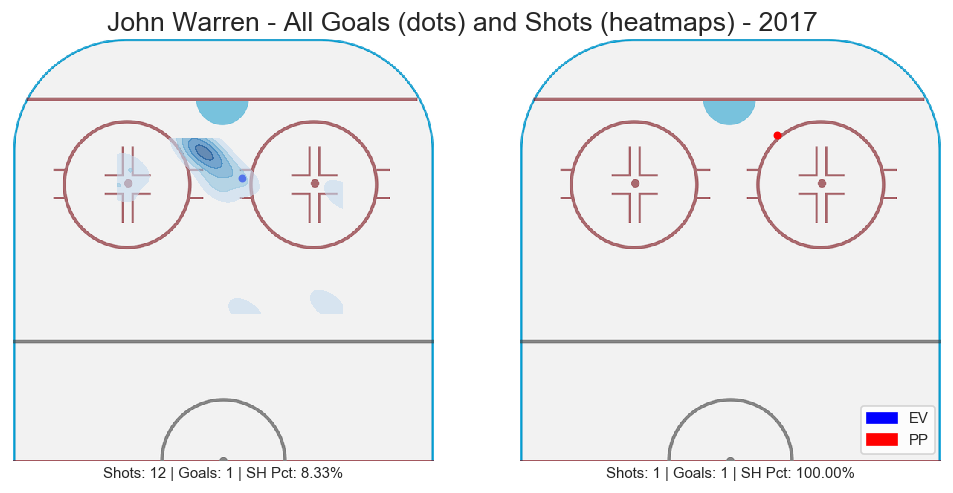 John Warren - All Goals (dots) and Shots (heatmaps) - 2017
EV
PP
Shots: 12 | Goals: 1 | SH Pct: 8.33%
Shots: 1 | Goals: 1 | SH Pct: 100.00%